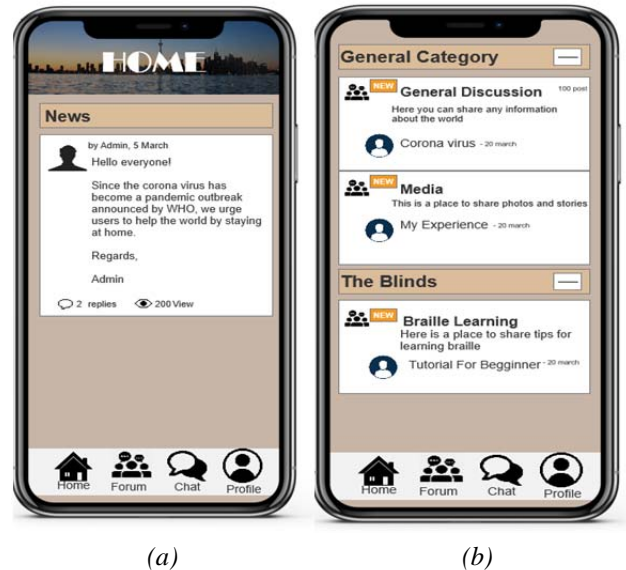 HOME
News
by Admin, 5 March
Hello everyone!
Since the corona virus has
become a pandemic outbreak
announced by WHO, we urge
users to help the world by staying
at home.
Regards,
Admin
2 replies 200 View
Home Forum Chat Profile
(a)
General Category
NEW
General Discussion 100 post
Here you can share any information
about the world
Corona virus - 20 march
NEW
Media
This is a place to share photos and stories
My Experience - 20 march
The Blinds
NEW
Braille Learning
Here is a place to share tips for
learning braille
Tutorial For Begginner - 20 march
Home Forum Chat Profile
(b)